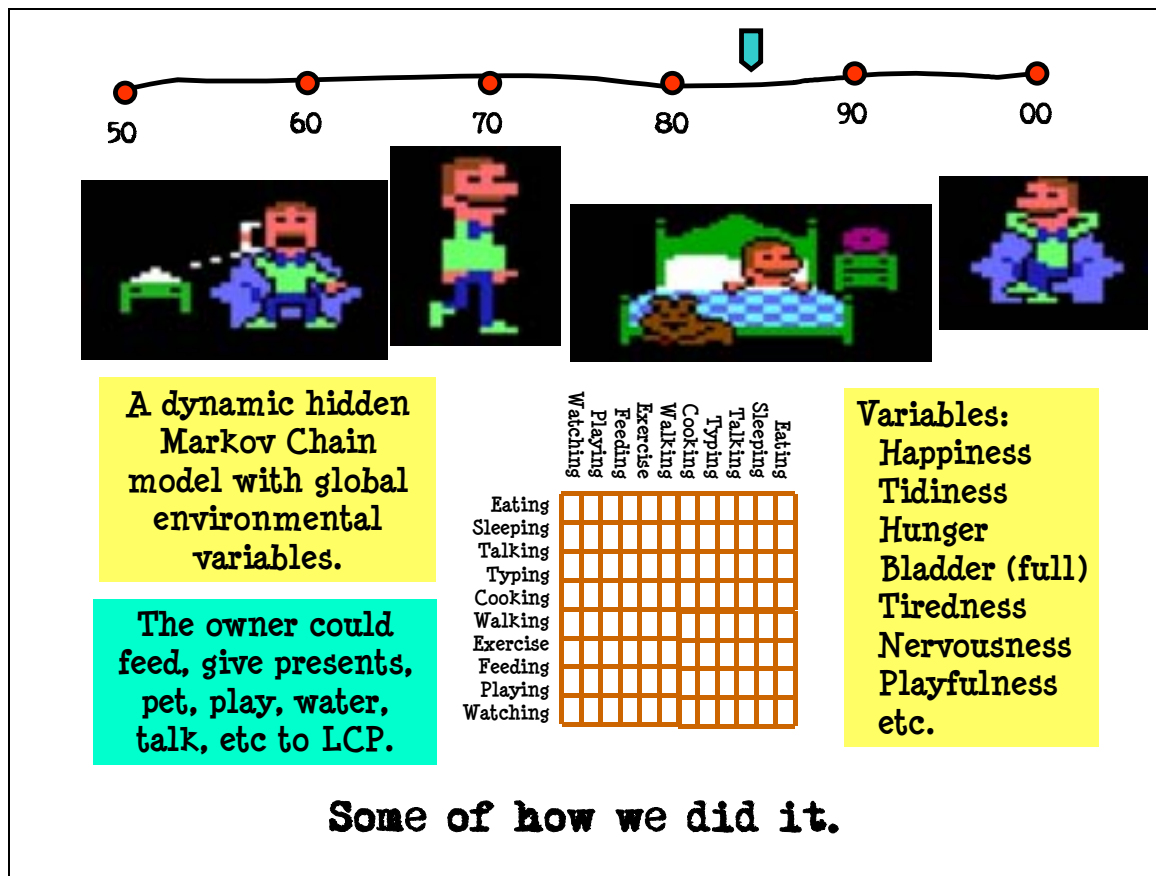 50 60 70 80 90 00
A dynamic hidden
Markov Chain
model with global
environmental
variables.
The owner could
feed, give presents,
pet, play, water,
talk, etc to LCP.
Watching
Playing
Feeding
Exercise
Walking
Cooking
Typing
Talking
Sleeping
Eating
Eating
Sleeping
Talking
Typing
Cooking
Walking
Exercise
Feeding
Playing
Watching
Variables:
Happiness
Tidiness
Hunger
Bladder (full)
Tiredness
Nervousness
Playfulness
etc.
Some of how we did it.